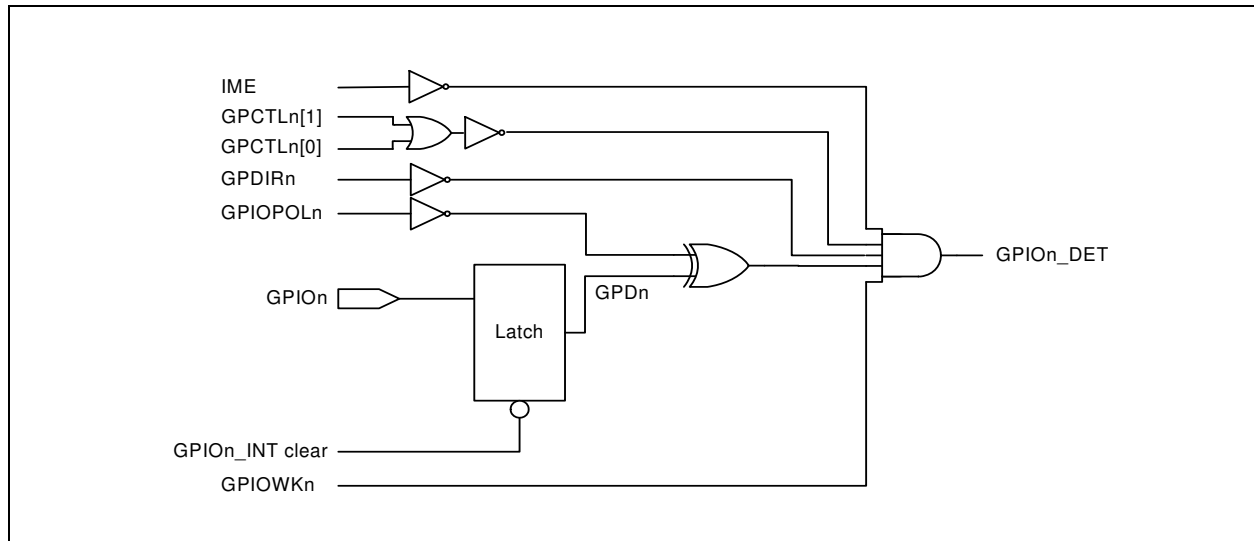 IME
GPCTLn[1]
GPCTLn[0]
GPDIRn
GPIOPOLn
GPIOn_DET
GPIOn
GPDn
Latch
GPIOn_INT clear
GPIOWKn